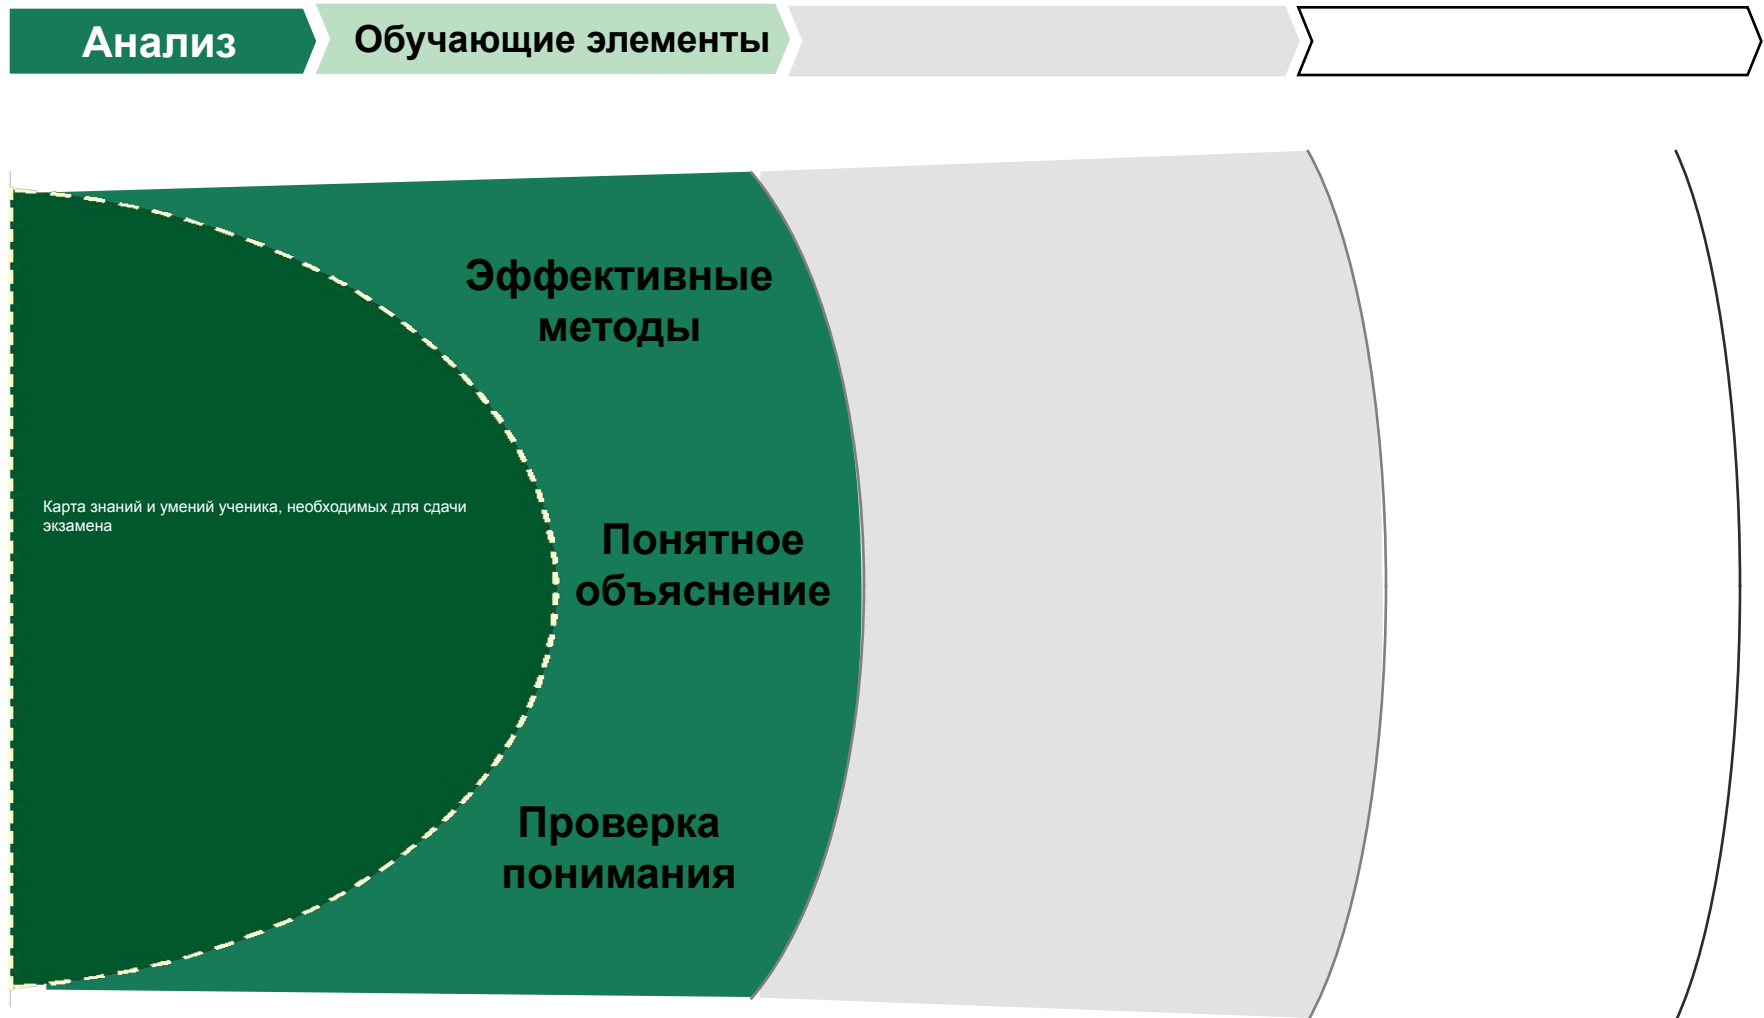 Анализ
Обучающие элементы
Эффективные
методы
Карта знаний и умений ученика, необходимых для сдачи
экзамена
Понятное
объяснение
Проверка
понимания